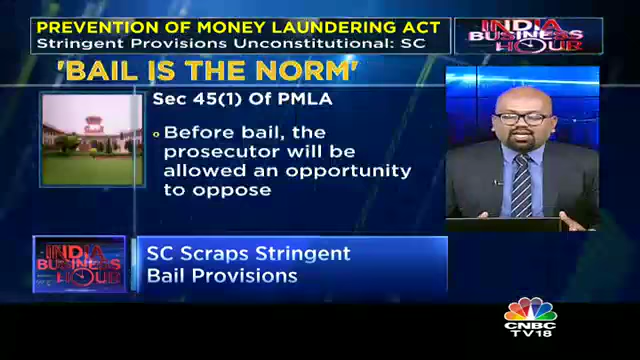 PREVENTION OF MONEY LAUNDERING ACT
Stringent Provisions Unconstitutional: SC
INDIA
BUSINESS
HOUR
'BAIL IS THE NORM'
Sec 45(1) Of PMLA
Before bail, the
prosecutor will be
allowed an opportunity
to oppose
INDIA
BUSINESS
HOUR
SC Scraps Stringent
Bail Provisions
CNBC
TV18